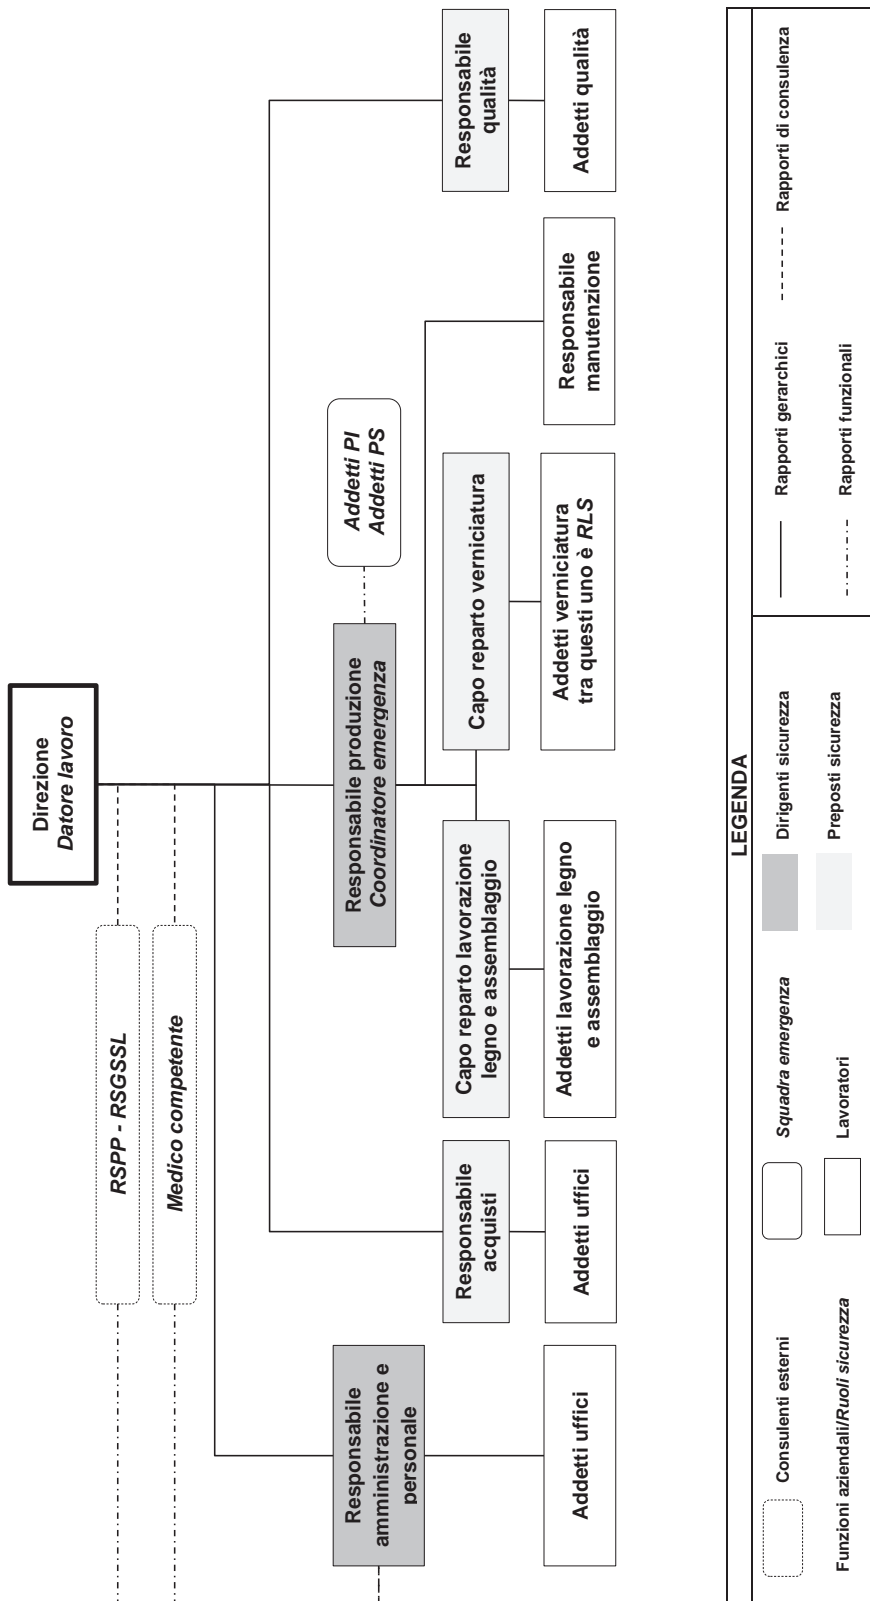 Direzione
Datore lavoro
RSPP - RSGSSL
Medico competente
Responsabile
amministrazione e
personale
Responsabile produzione
Coordinatore emergenza
Addetti PI
Addetti PS
Responsabile
acquisti
Capo reparto lavorazione
legno e assemblaggio
Capo reparto verniciatura
Responsabile
qualità
Addetti uffici
Addetti uffici
Addetti lavorazione legno
e assemblaggio
Addetti verniciatura
tra questi uno è RLS
Responsabile
manutenzione
Addetti qualità
LEGENDA
Consulenti esterni
Squadra emergenza
Dirigenti sicurezza
Rapporti gerarchici
Rapporti di consulenza
Funzioni aziendali/Ruoli sicurezza
Lavoratori
Preposti sicurezza
Rapporti funzionali